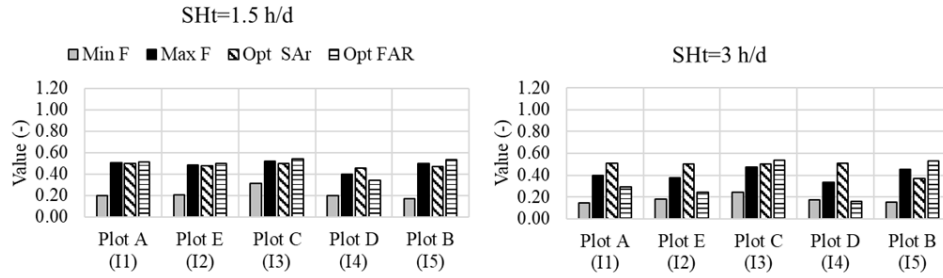 SHt=1.5 h/d
Min F Max F Opt SAr Opt FAR
Value (-)
1.20
1.00
0.80
0.60
0.40
0.20
0.00
Plot A Plot E Plot C Plot D Plot B
(I1) (I2) (I3) (I4) (I5)
SHt=3 h/d
Value (-)
1.20
1.00
0.80
0.60
0.40
0.20
0.00
Plot A Plot E Plot C Plot D Plot B
(I1) (I2) (I3) (I4) (I5)